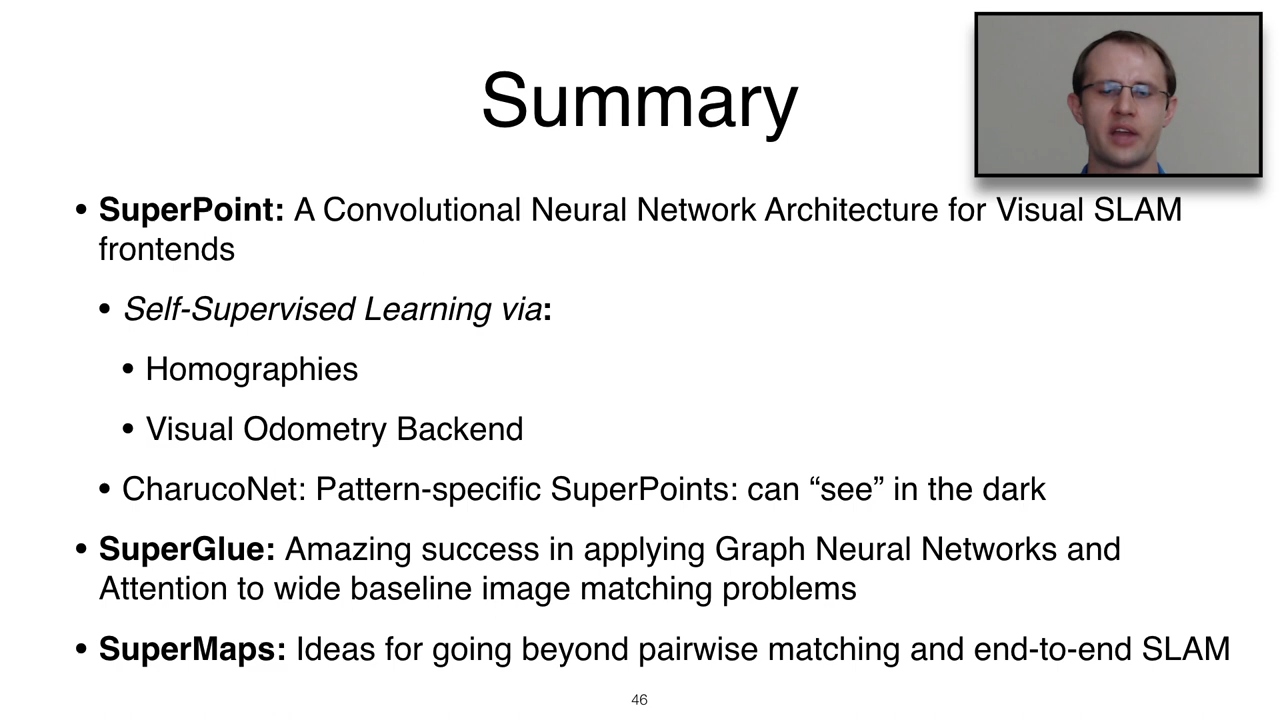 Summary
• SuperPoint: A Convolutional Neural Network Architecture for Visual SLAM
frontends
• Self-Supervised Learning via:
• Homographies
• Visual Odometry Backend
• CharucoNet: Pattern-specific SuperPoints: can “see” in the dark
• SuperGlue: Amazing success in applying Graph Neural Networks and
Attention to wide baseline image matching problems
• SuperMaps: Ideas for going beyond pairwise matching and end-to-end SLAM
46